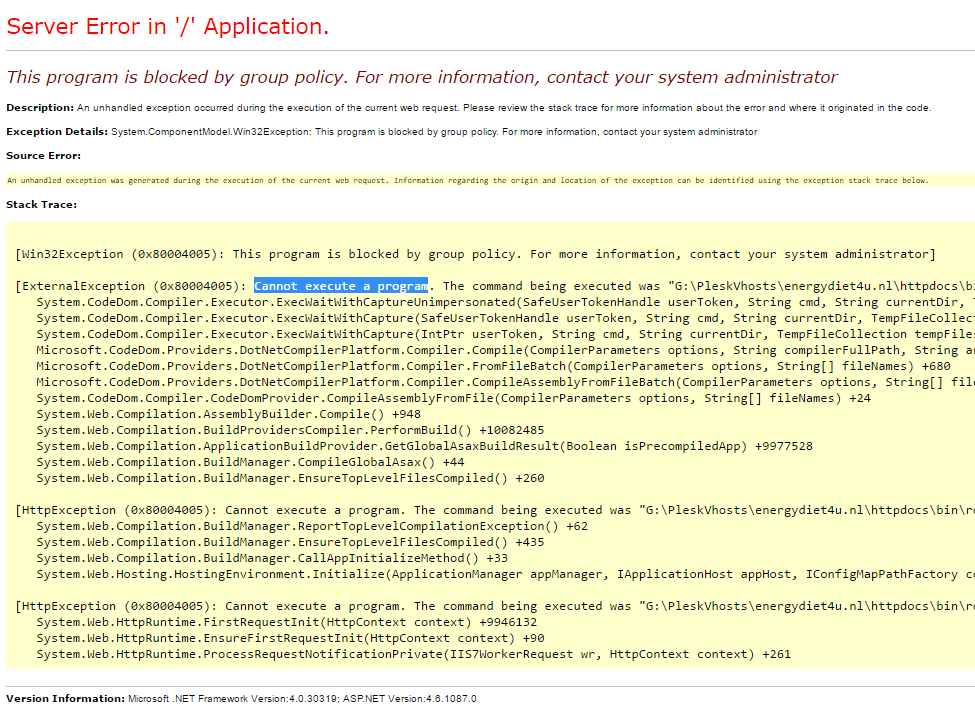 Server Error in '/' Application.
This program is blocked by group policy. For more information, contact your system administrator
Description: An unhandled exception occurred during the execution of the current web request. Please review the stack trace for more information about the error and where it originated in the code.
Exception Details: System.ComponentModel.Win32Exception: This program is blocked by group policy. For more information, contact your system administrator
Source Error:
An unhandled exception was generated during the execution of the current web request. Information regarding the origin and location of the exception can be identified using the exception stack trace below.
Stack Trace:
[Win32Exception (0x80004005): This program is blocked by group policy. For more information, contact your system administrator]
[ExternalException (0x80004005): Cannot execute a program. The command being executed was "G:\PleskVhosts\energydiet4u.nl\httpdocs\bi
System.CodeDom.Compiler.Executor.ExecWaitWithCaptureUnimpersonated(SafeUserTokenHandle userToken, String cmd, String currentDir, T
System.CodeDom.Compiler.Executor.ExecWaitWithCapture(SafeUserTokenHandle userToken, String cmd, String currentDir, TempFileCollect
System.CodeDom.Compiler.Executor.ExecWaitWithCapture(IntPtr userToken, String cmd, String currentDir, TempFileCollection tempFiles
Microsoft.CodeDom.Providers.DotNetCompilerPlatform.Compiler.Compile(CompilerParameters options, String compilerFullPath, String ar
Microsoft.CodeDom.Providers.DotNetCompilerPlatform.Compiler.FromFileBatch(CompilerParameters options, String[] fileNames) +680
Microsoft.CodeDom.Providers.DotNetCompilerPlatform.Compiler.CompileAssemblyFromFileBatch(CompilerParameters options, String[] file
System.CodeDom.Compiler.CodeDomProvider.CompileAssemblyFromFile(CompilerParameters options, String[] fileNames) +24
System.Web.Compilation.AssemblyBuilder.Compile() +948
System.Web.Compilation.BuildProvidersCompiler.PerformBuild() +10082485
System.Web.Compilation.ApplicationBuildProvider.GetGlobalAsaxBuildResult(Boolean isPrecompiledApp) +9977528
System.Web.Compilation.BuildManager.CompileGlobalAsax() +44
System.Web.Compilation.BuildManager.EnsureTopLevelFilesCompiled() +260
[HttpException (0x80004005): Cannot execute a program. The command being executed was "G:\PleskVhosts\energydiet4u.nl\httpdocs\bin\ro
System.Web.Compilation.BuildManager.ReportTopLevelCompilationException() +62
System.Web.Compilation.BuildManager.EnsureTopLevelFilesCompiled() +435
System.Web.Compilation.BuildManager.CallAppInitializeMethod() +33
System.Web.Hosting.HostingEnvironment.Initialize(ApplicationManager appManager, IApplicationHost appHost, IConfigMapPathFactory co
[HttpException (0x80004005): Cannot execute a program. The command being executed was "G:\PleskVhosts\energydiet4u.nl\httpdocs\bin\ro
System.Web.HttpRuntime.FirstRequestInit(HttpContext context) +9946132
System.Web.HttpRuntime.EnsureFirstRequestInit(HttpContext context) +90
System.Web.HttpRuntime.ProcessRequestNotificationPrivate(IIS7WorkerRequest wr, HttpContext context) +261
Version Information: Microsoft .NET Framework Version:4.0.30319; ASP.NET Version:4.6.1087.0